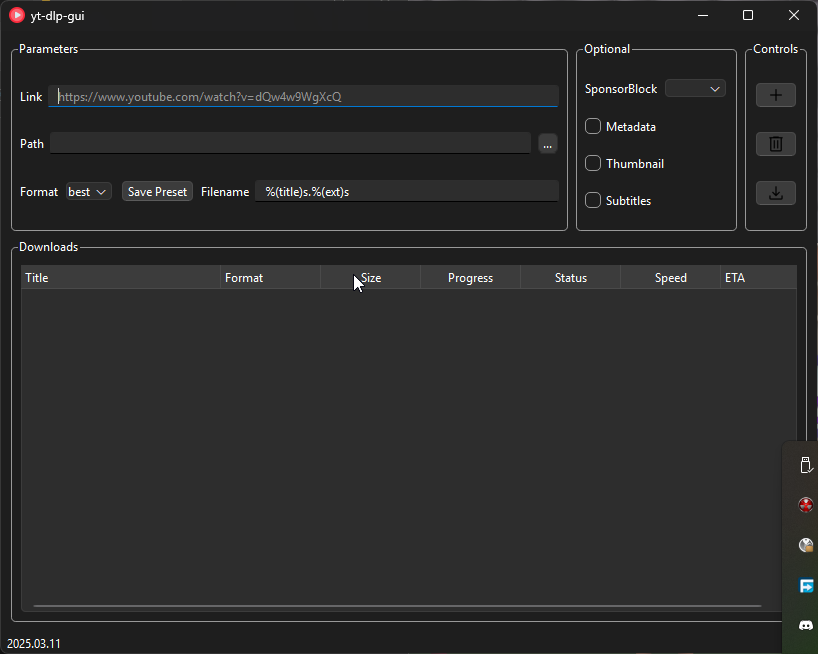 yt-dlp-gui
Parameters
Link https://www.youtube.com/watch?v=dQw4w9WgXcQ
Path ...
Format best Save Preset Filename %(title)s.%(ext)s
Optional
SponsorBlock
Metadata
Thumbnail
Subtitles
Controls
Downloads
Title Format Size Progress Status Speed ETA
2025.03.11